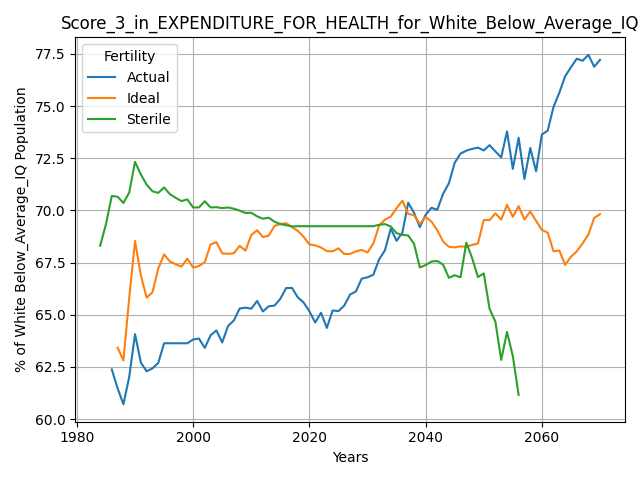 Score_3_in_EXPENDITURE_FOR_HEALTH_for_White_Below_Average_IQ
Fertility
Actual
Ideal
Sterile
% of White Below_Average_IQ Population
77.5
75.0
72.5
70.0
67.5
65.0
62.5
60.0
1980
2000
2020
2040
2060
Years